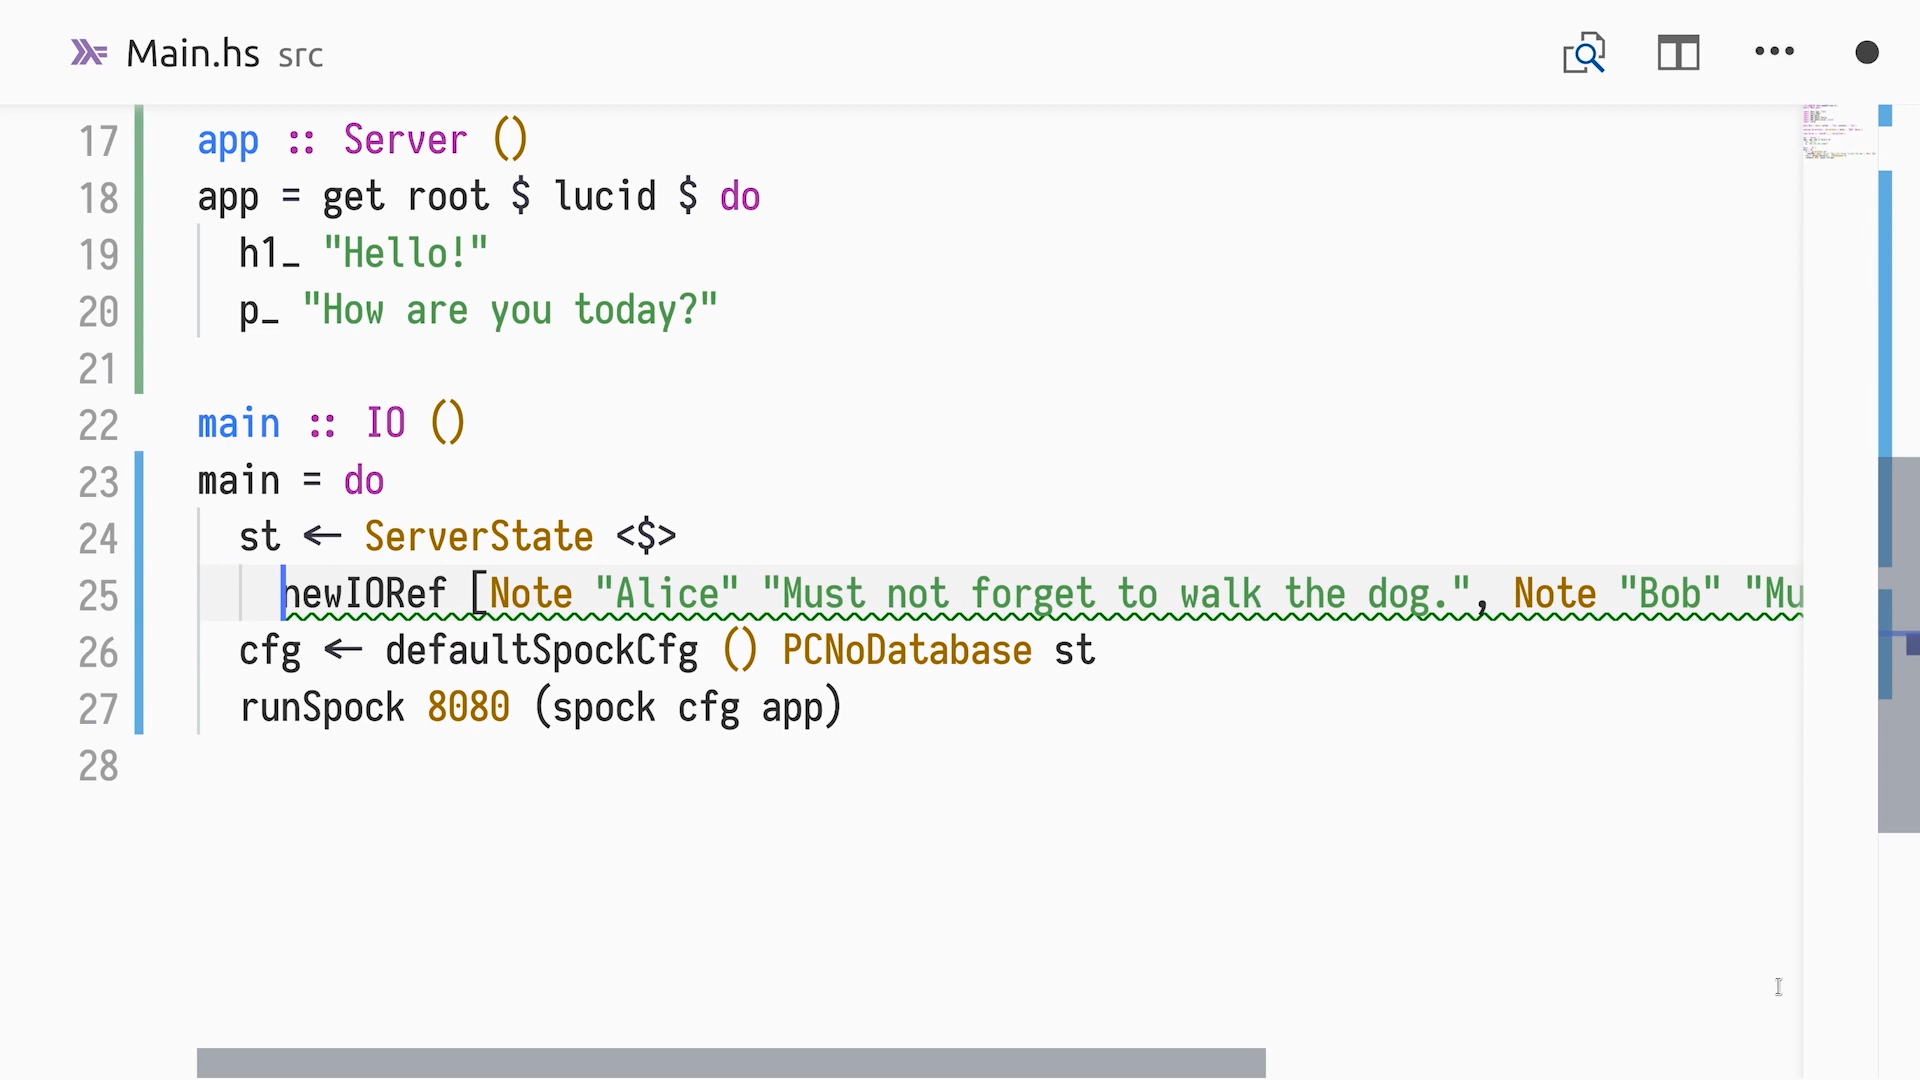 Main.hs src
17 app :: Server ()
18 app = get root $ lucid $ do
19 h1_ "Hello!"
20 p_ "How are you today?"
21
22 main :: IO ()
23 main = do
24 st <- ServerState <$>
25 newIORef [Note "Alice" "Must not forget to walk the dog.", Note "Bob" "Mu
26 cfg <- defaultSpockCfg () PCNoDatabase st
27 runSpock 8080 (spock cfg app)
28